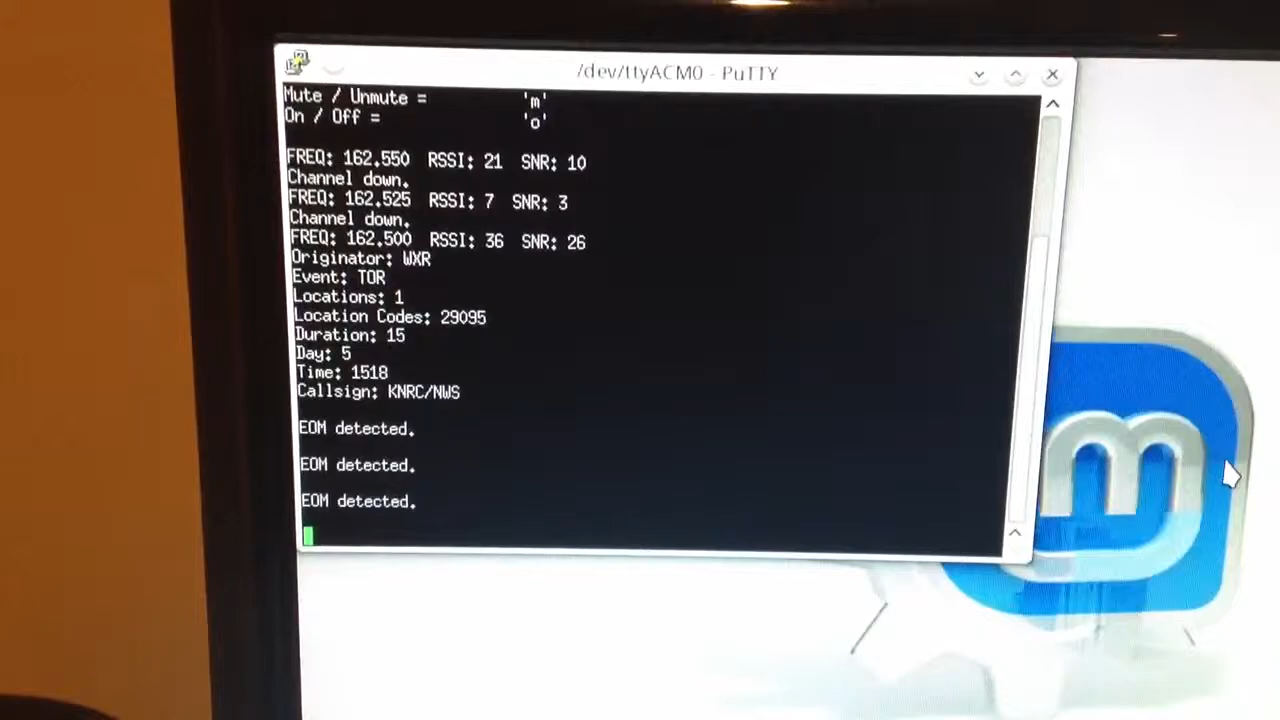 /dev/ttyACM0 - PuTTY
Mute / Unmute = 'm'
On / Off = 'o'
FREQ: 162.550 RSSI: 21 SNR: 10
Channel down.
FREQ: 162.525 RSSI: 7 SNR: 3
Channel down.
FREQ: 162.500 RSSI: 36 SNR: 26
Originator: WXR
Event: TOR
Locations: 1
Location Codes: 29095
Duration: 15
Day: 5
Time: 1518
Callsign: KNRC/NWS
EOM detected.
EOM detected.
EOM detected.